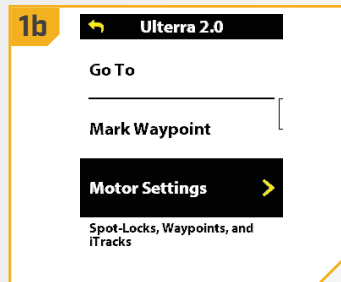 1b
Ulterra 2.0
Go To
Mark Waypoint
Motor Settings
Spot-Locks, Waypoints, and
iTracks